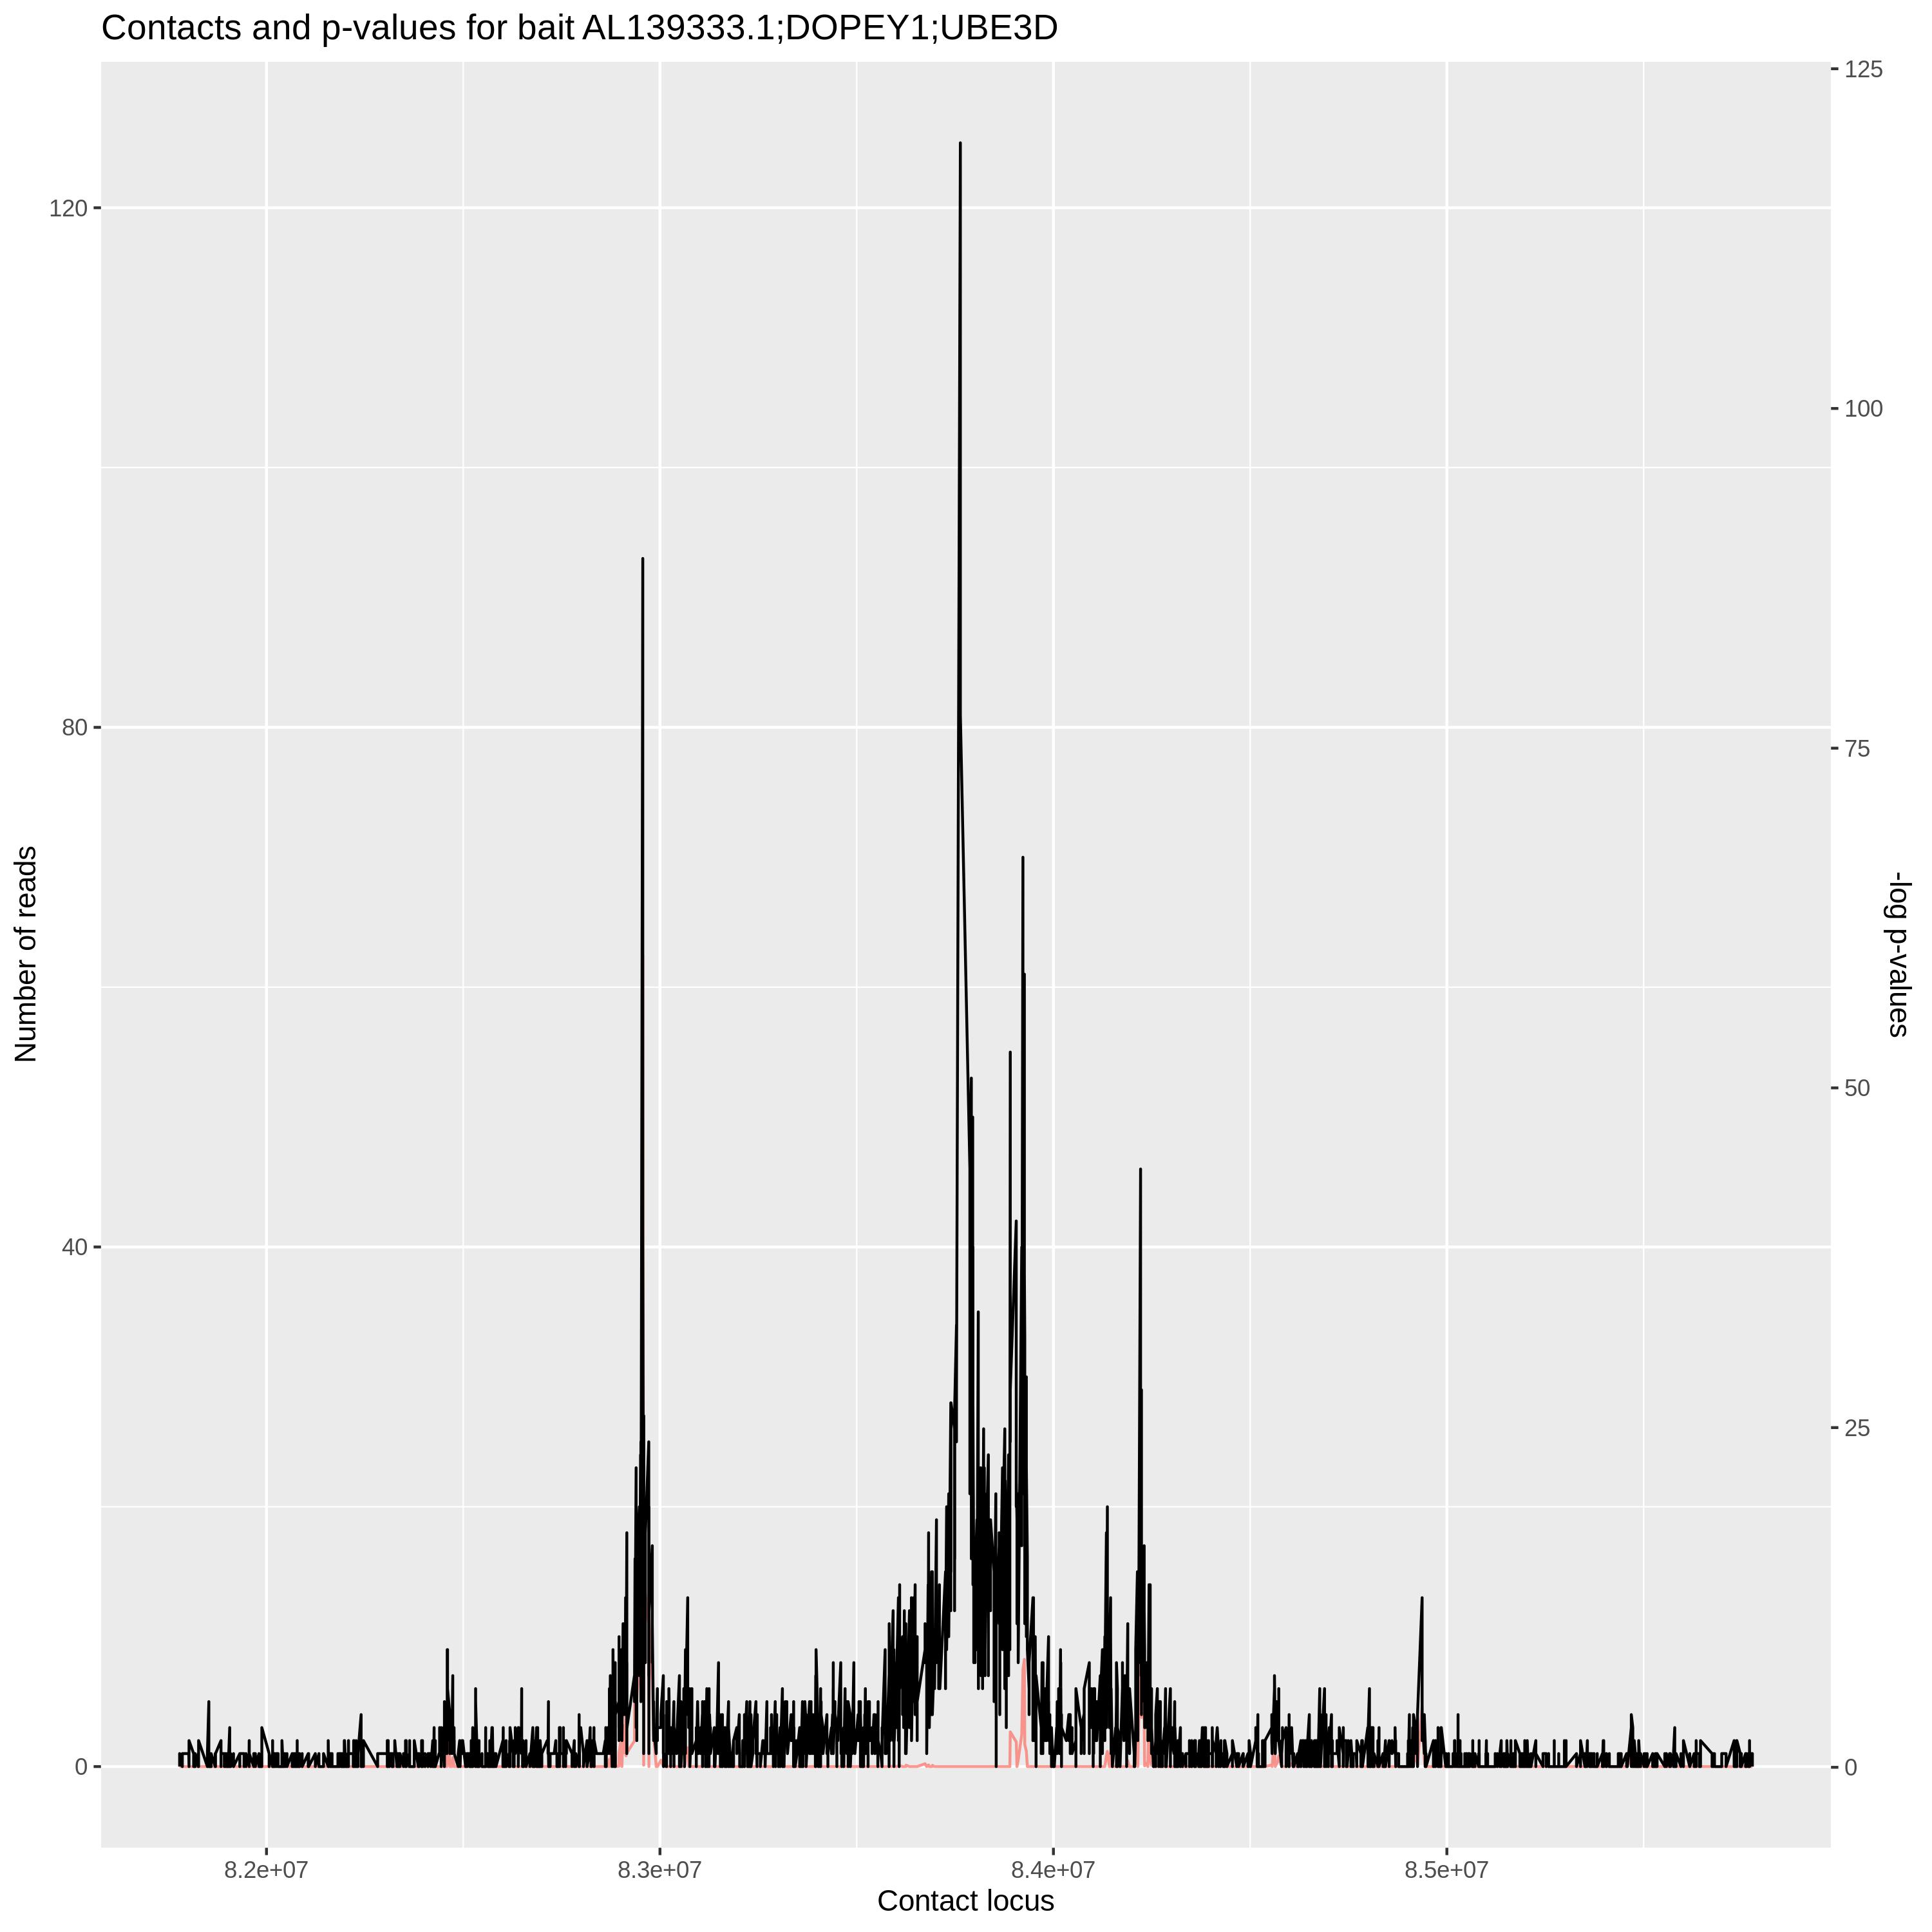 Contacts and p-values for bait AL139333.1;DOPEY1;UBE3D
125
120
100
80
75
Number of reads
-log p-values
50
40
25
0
0
8.2e+07
8.3e+07
8.4e+07
8.5e+07
Contact locus